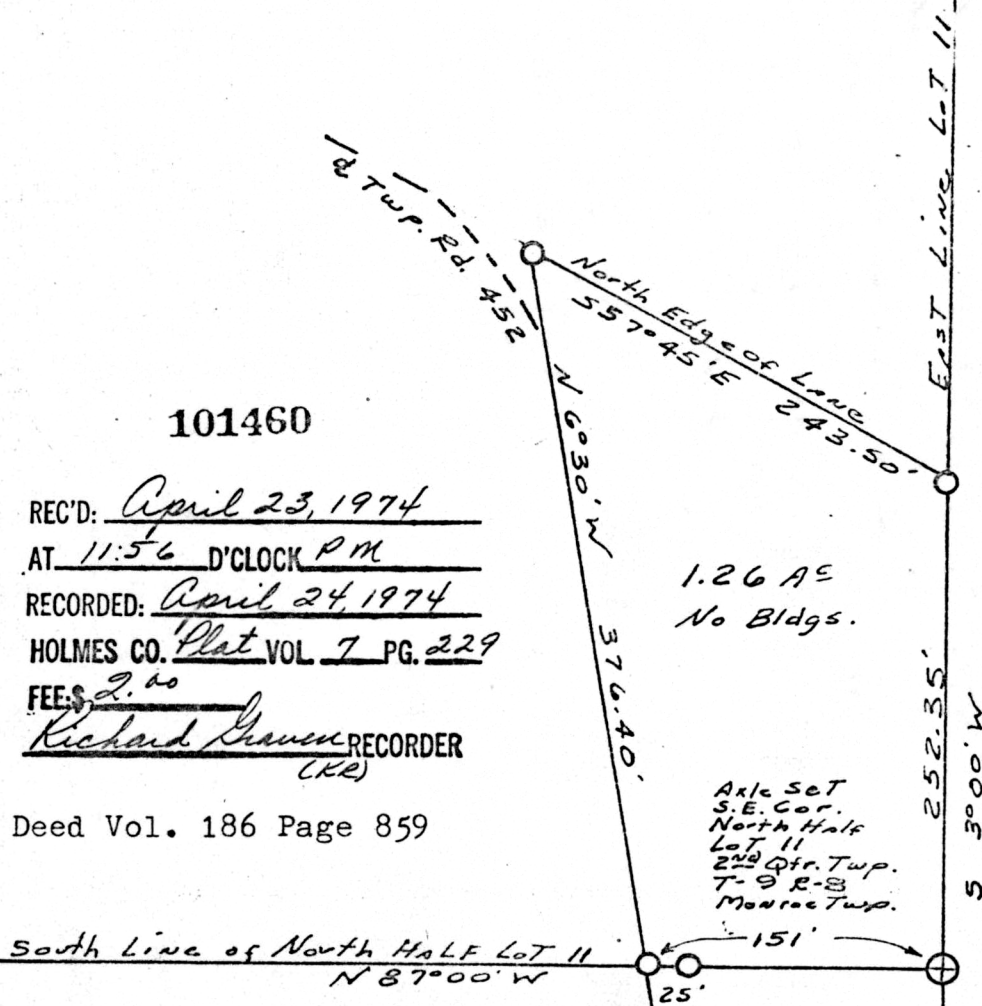 EAST LINE LOT 11
₵ Twp. Rd. 452
North Edge of Lane
S57°45'E 243.50'
N 6°30' W 376.40'
101460
REC'D: April 23, 1974
AT 11:56 O'CLOCK P M
RECORDED: April 24, 1974
HOLMES CO. Plat VOL 7 PG. 229
FEE:$ 2.00
Richard Graven RECORDER
(KR)
Deed Vol. 186 Page 859
1.26 Ac
No Bldgs.
252.35'
S 3°00' W
Axle Set
S.E. Cor.
North Half
Lot 11
2nd Qtr. Twp.
T-9 R-8
Monroe Twp.
151'
South Line of North HALF LoT 11
N 87°00' W
25'